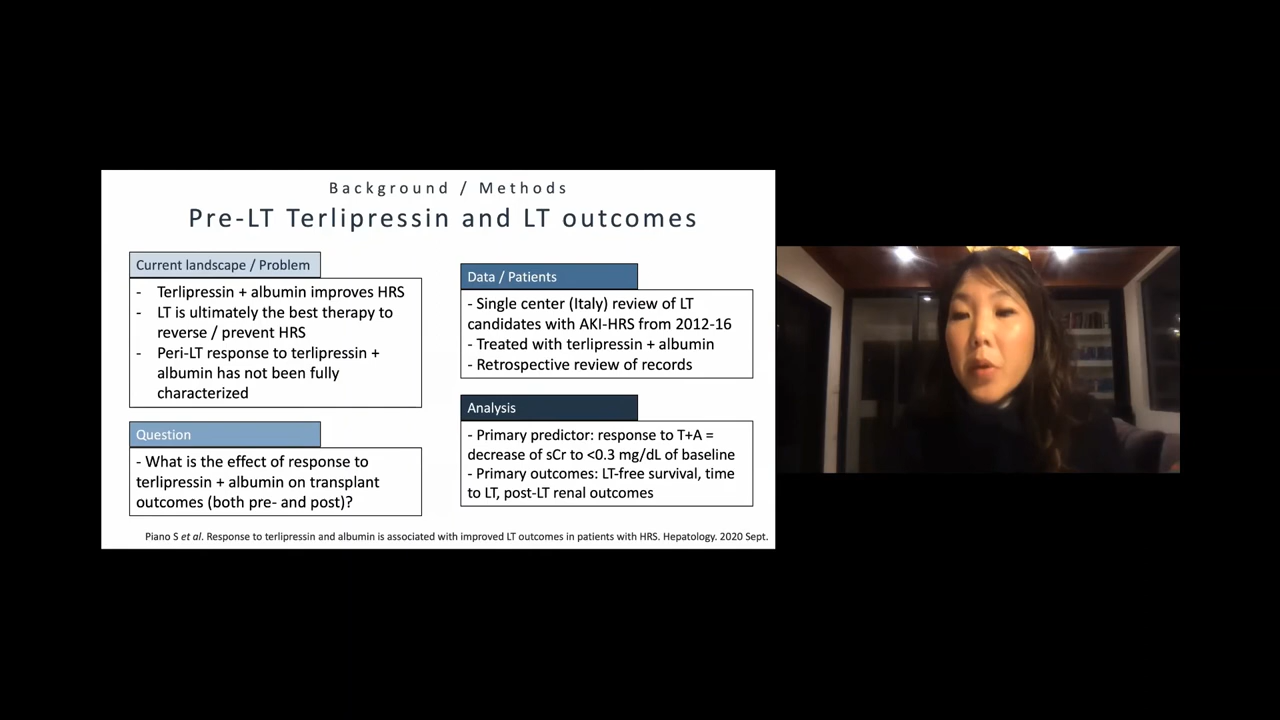 Background / Methods
Pre-LT Terlipressin and LT outcomes
Current landscape / Problem
- Terlipressin + albumin improves HRS
- LT is ultimately the best therapy to
reverse / prevent HRS
- Peri-LT response to terlipressin +
albumin has not been fully
characterized
Question
- What is the effect of response to
terlipressin + albumin on transplant
outcomes (both pre- and post)?
Data / Patients
- Single center (Italy) review of LT
candidates with AKI-HRS from 2012-16
- Treated with terlipressin + albumin
- Retrospective review of records
Analysis
- Primary predictor: response to T+A =
decrease of sCr to <0.3 mg/dL of baseline
- Primary outcomes: LT-free survival, time
to LT, post-LT renal outcomes
Piano S et al. Response to terlipressin and albumin is associated with improved LT outcomes in patients with HRS. Hepatology. 2020 Sept.